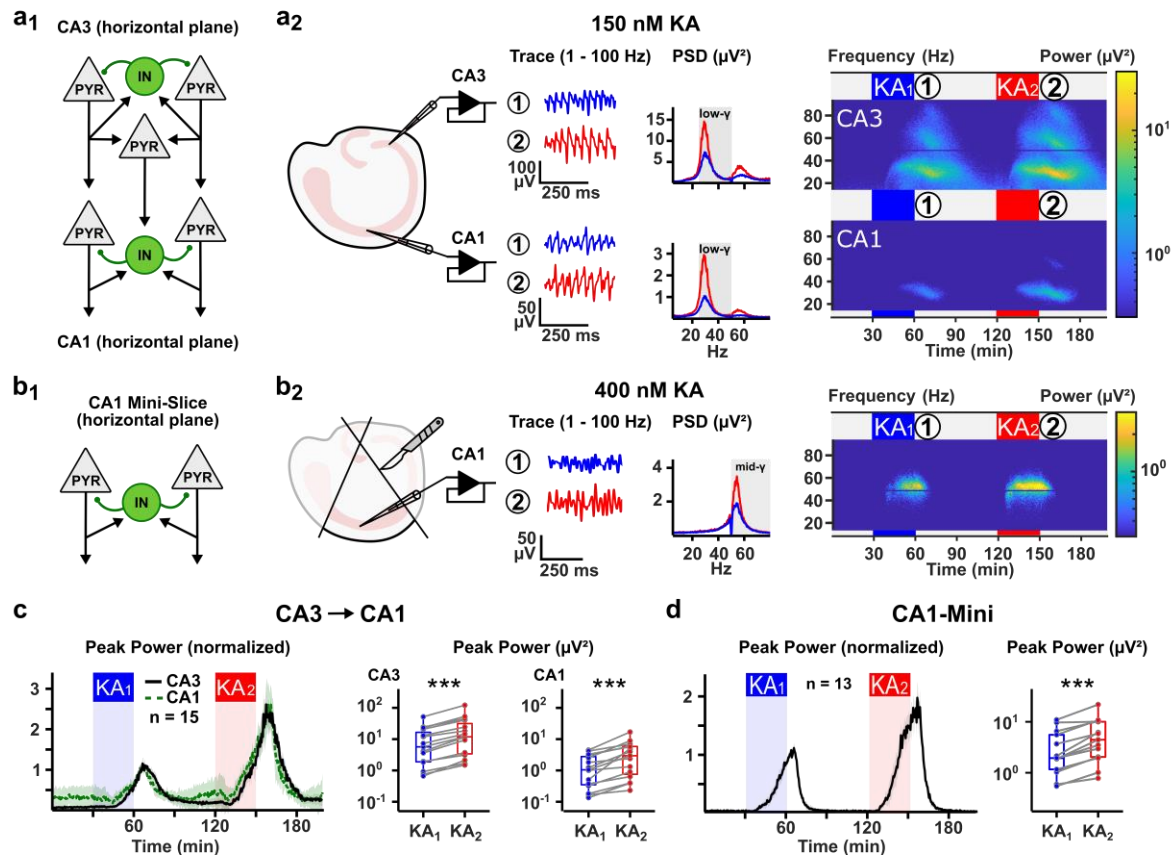 a1
CA3 (horizontal plane)
IN
PYR
PYR
PYR
PYR
PYR
IN
CA1 (horizontal plane)
a2
150 nM KA
Trace (1 - 100 Hz)
PSD (µV²)
Frequency (Hz)
Power (µV²)
CA3
1
2
100
µV
250 ms
low-γ
15
10
5
KA1
1
KA2
2
CA3
80
60
40
20
10¹
10⁰
CA1
1
2
50
µV
250 ms
low-γ
3
2
1
20 60
40
Hz
1
2
CA1
80
60
40
20
30 60 90 120 150 180
Time (min)
b1
CA1 Mini-Slice
(horizontal plane)
PYR
PYR
IN
b2
400 nM KA
Trace (1 - 100 Hz)
PSD (µV²)
Frequency (Hz)
Power (µV²)
CA1
1
2
50
µV
250 ms
mid-γ
4
2
20 60
40
Hz
KA1
1
KA2
2
80
60
40
20
10⁰
30 60 90 120 150 180
Time (min)
c
CA3 → CA1
Peak Power (normalized)
3
2
1
KA1
CA3
CA1
n = 15
KA2
60 120 180
Time (min)
Peak Power (µV²)
CA3
***
10²
10¹
10⁰
10⁻¹
KA1 KA2
CA1
***
10²
10¹
10⁰
10⁻¹
KA1 KA2
d
CA1-Mini
Peak Power (normalized)
2
1
KA1
n = 13
KA2
60 120 180
Time (min)
Peak Power (µV²)
***
10¹
10⁰
KA1 KA2